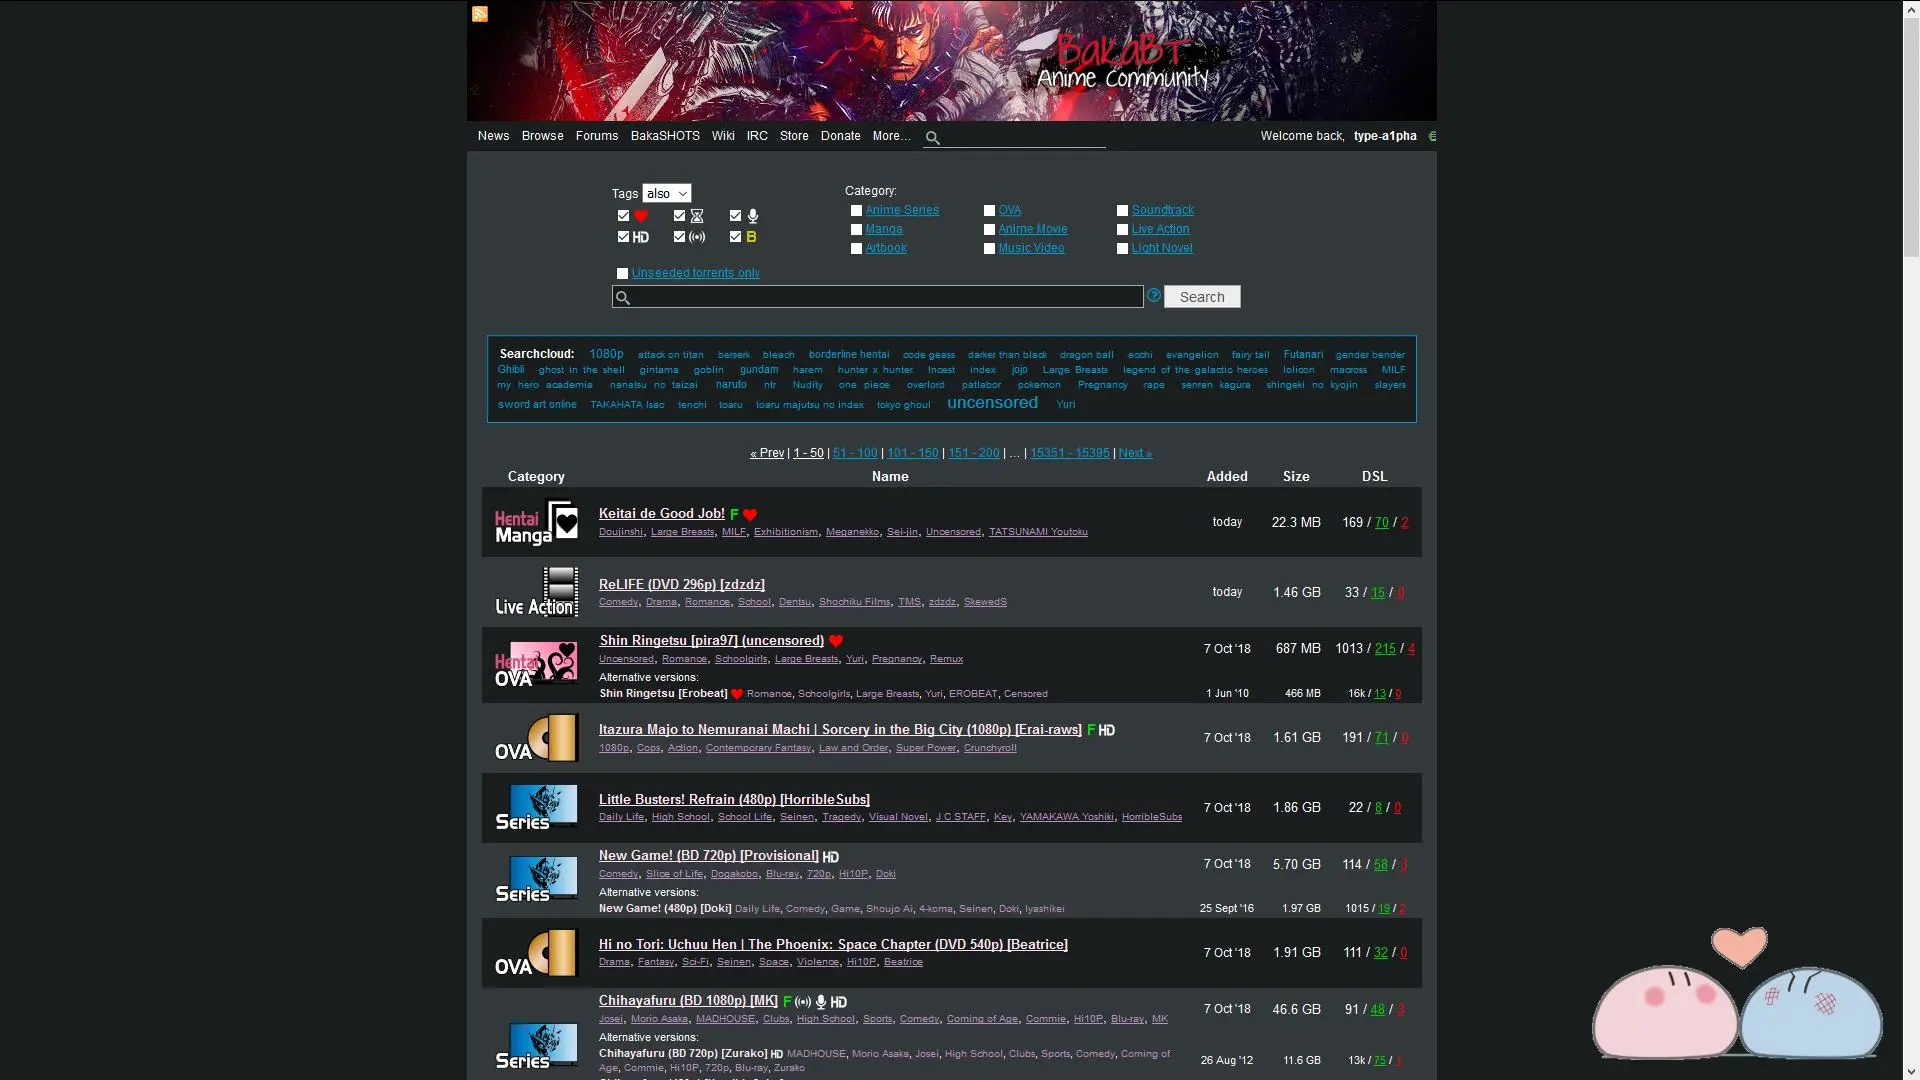 BakaBT
Anime Community
News Browse Forums BakaSHOTS Wiki IRC Store Donate More...
Welcome back, type-a1pha
Tags also
HD B
Unseeded torrents only
Category:
Anime Series OVA Soundtrack
Manga Anime Movie Live Action
Artbook Music Video Light Novel
Search
Searchcloud: 1080p attack on titan berserk bleach borderline hentai code geass darker than black dragon ball ecchi evangelion fairy tail Futanari gender bender
Ghibli ghost in the shell gintama goblin gundam harem hunter x hunter Incest index jojo Large Breasts legend of the galactic heroes lolicon macross MILF
my hero academia nanatsu no taizai naruto ntr Nudity one piece overlord patlabor pokemon Pregnancy rape senran kagura shingeki no kyojin slayers
sword art online TAKAHATA Isao tenchi toaru toaru majutsu no index tokyo ghoul uncensored Yuri
« Prev | 1 - 50 | 51 - 100 | 101 - 150 | 151 - 200 | ... | 15351 - 15395 | Next »
Category Name Added Size DSL
Hentai Manga
Keitai de Good Job! F
Doujinshi, Large Breasts, MILF, Exhibitionism, Meganekko, Sei-jin, Uncensored, TATSUNAMI Youtoku
today 22.3 MB 169 / 70 / 2
Live Action
ReLIFE (DVD 296p) [zdzdz]
Comedy, Drama, Romance, School, Dentsu, Shochiku Films, TMS, zdzdz, SkewedS
today 1.46 GB 33 / 15 / 0
Hentai OVA
Shin Ringetsu [pira97] (uncensored)
Uncensored, Romance, Schoolgirls, Large Breasts, Yuri, Pregnancy, Remux
7 Oct '18 687 MB 1013 / 215 / 4
Alternative versions:
Shin Ringetsu [Erobeat] Romance, Schoolgirls, Large Breasts, Yuri, EROBEAT, Censored
1 Jun '10 466 MB 16k / 13 / 0
OVA
Itazura Majo to Nemuranai Machi | Sorcery in the Big City (1080p) [Erai-raws] F HD
1080p, Cops, Action, Contemporary Fantasy, Law and Order, Super Power, Crunchyroll
7 Oct '18 1.61 GB 191 / 71 / 0
Series
Little Busters! Refrain (480p) [HorribleSubs]
Daily Life, High School, School Life, Seinen, Tragedy, Visual Novel, J C STAFF, Key, YAMAKAWA Yoshiki, HorribleSubs
7 Oct '18 1.86 GB 22 / 8 / 0
Series
New Game! (BD 720p) [Provisional] HD
Comedy, Slice of Life, Dogakobo, Blu-ray, 720p, Hi10P, Doki
7 Oct '18 5.70 GB 114 / 58 / 3
Alternative versions:
New Game! (480p) [Doki] Daily Life, Comedy, Game, Shoujo Ai, 4-koma, Seinen, Doki, Iyashikei
25 Sept '16 1.97 GB 1015 / 19 / 2
OVA
Hi no Tori: Uchuu Hen | The Phoenix: Space Chapter (DVD 540p) [Beatrice]
Drama, Fantasy, Sci-Fi, Seinen, Space, Violence, Hi10P, Beatrice
7 Oct '18 1.91 GB 111 / 32 / 0
Series
Chihayafuru (BD 1080p) [MK] F HD
Josei, Morio Asaka, MADHOUSE, Clubs, High School, Sports, Comedy, Coming of Age, Commie, Hi10P, Blu-ray, MK
7 Oct '18 46.6 GB 91 / 48 / 3
Alternative versions:
Chihayafuru (BD 720p) [Zurako] HD MADHOUSE, Morio Asaka, Josei, High School, Clubs, Sports, Comedy, Coming of
Age, Commie, Hi10P, 720p, Blu-ray, Zurako
26 Aug '12 11.6 GB 13k / 75 / 1